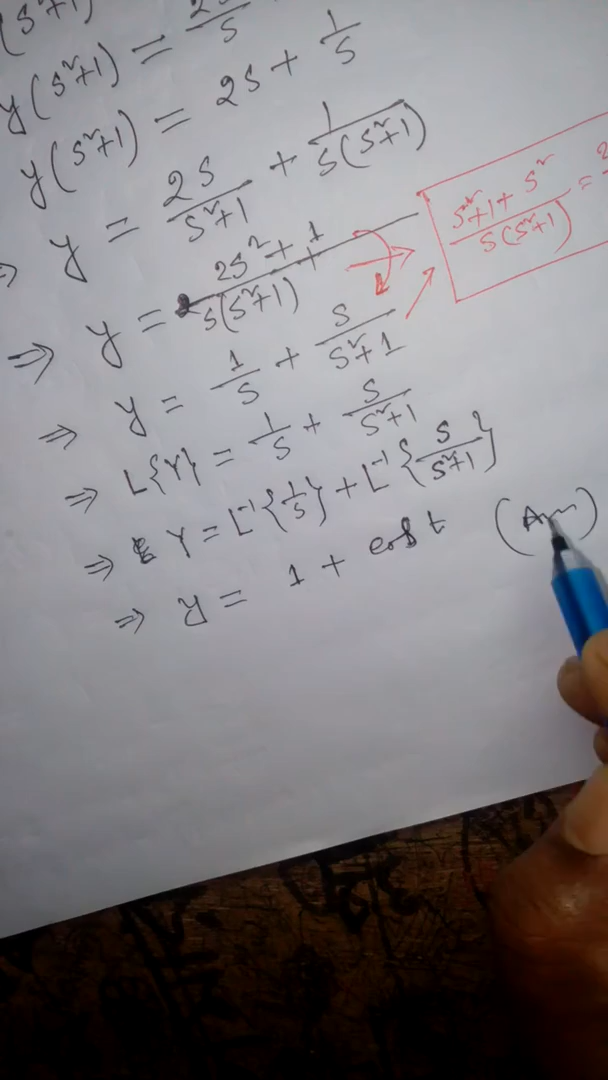 (s²+1)
y(s²+1) = 2s/s
y(s²+1) = 2s + 1/s
⇒ y = 2s/(s²+1) + 1/(s(s²+1))
⇒ y = (2s²+1)/(s(s²+1))
(s²+1+s²)/(s(s²+1)) =
⇒ y = 1/s + s/(s²+1)
⇒ L{Y} = 1/s + s/(s²+1)
⇒ Y = L⁻¹{1/s} + L⁻¹{s/(s²+1)}
⇒ y = 1 + cos t (Ans)